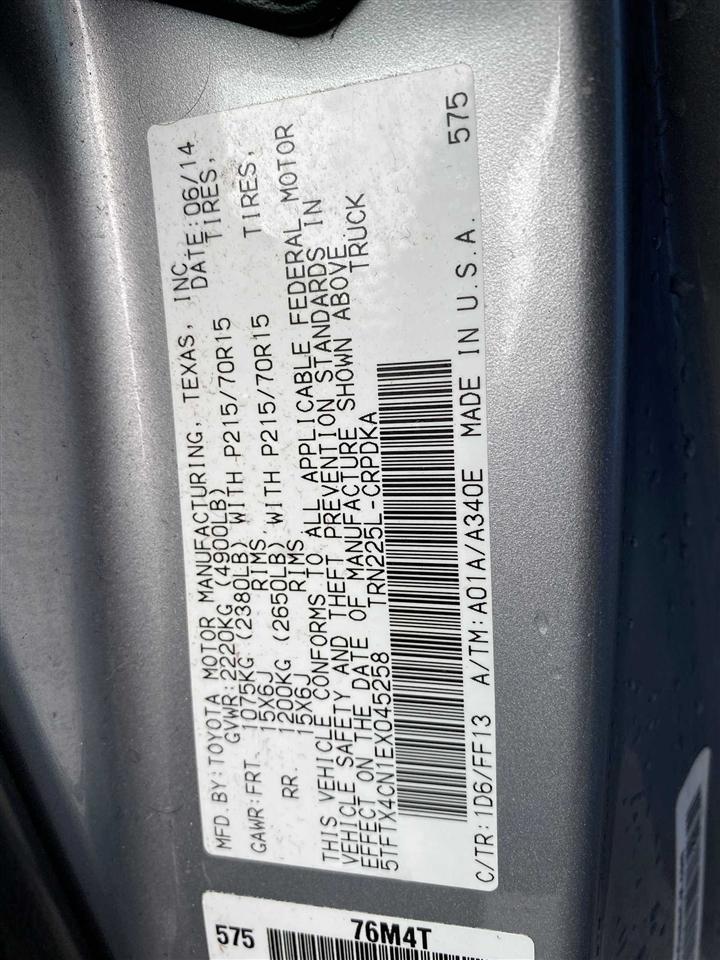 MFD.BY:TOYOTA MOTOR MANUFACTURING, TEXAS, INC. DATE:06/14
GVWR:2220KG (4900LB)
GAWR:FRT. 1075KG (2380LB) WITH P215/70R15 TIRES,
15X6J RIMS
RR. 1200KG (2650LB) WITH P215/70R15 TIRES,
15X6J RIMS
THIS VEHICLE CONFORMS TO ALL APPLICABLE FEDERAL MOTOR
VEHICLE SAFETY AND THEFT PREVENTION STANDARDS IN
EFFECT ON THE DATE OF MANUFACTURE SHOWN ABOVE.
5TFTX4CN1EX045258 TRN225L-CRPDKA TRUCK
C/TR:1D6/FF13 A/TM:A01A/A340E MADE IN U.S.A. 575
575 76M4T